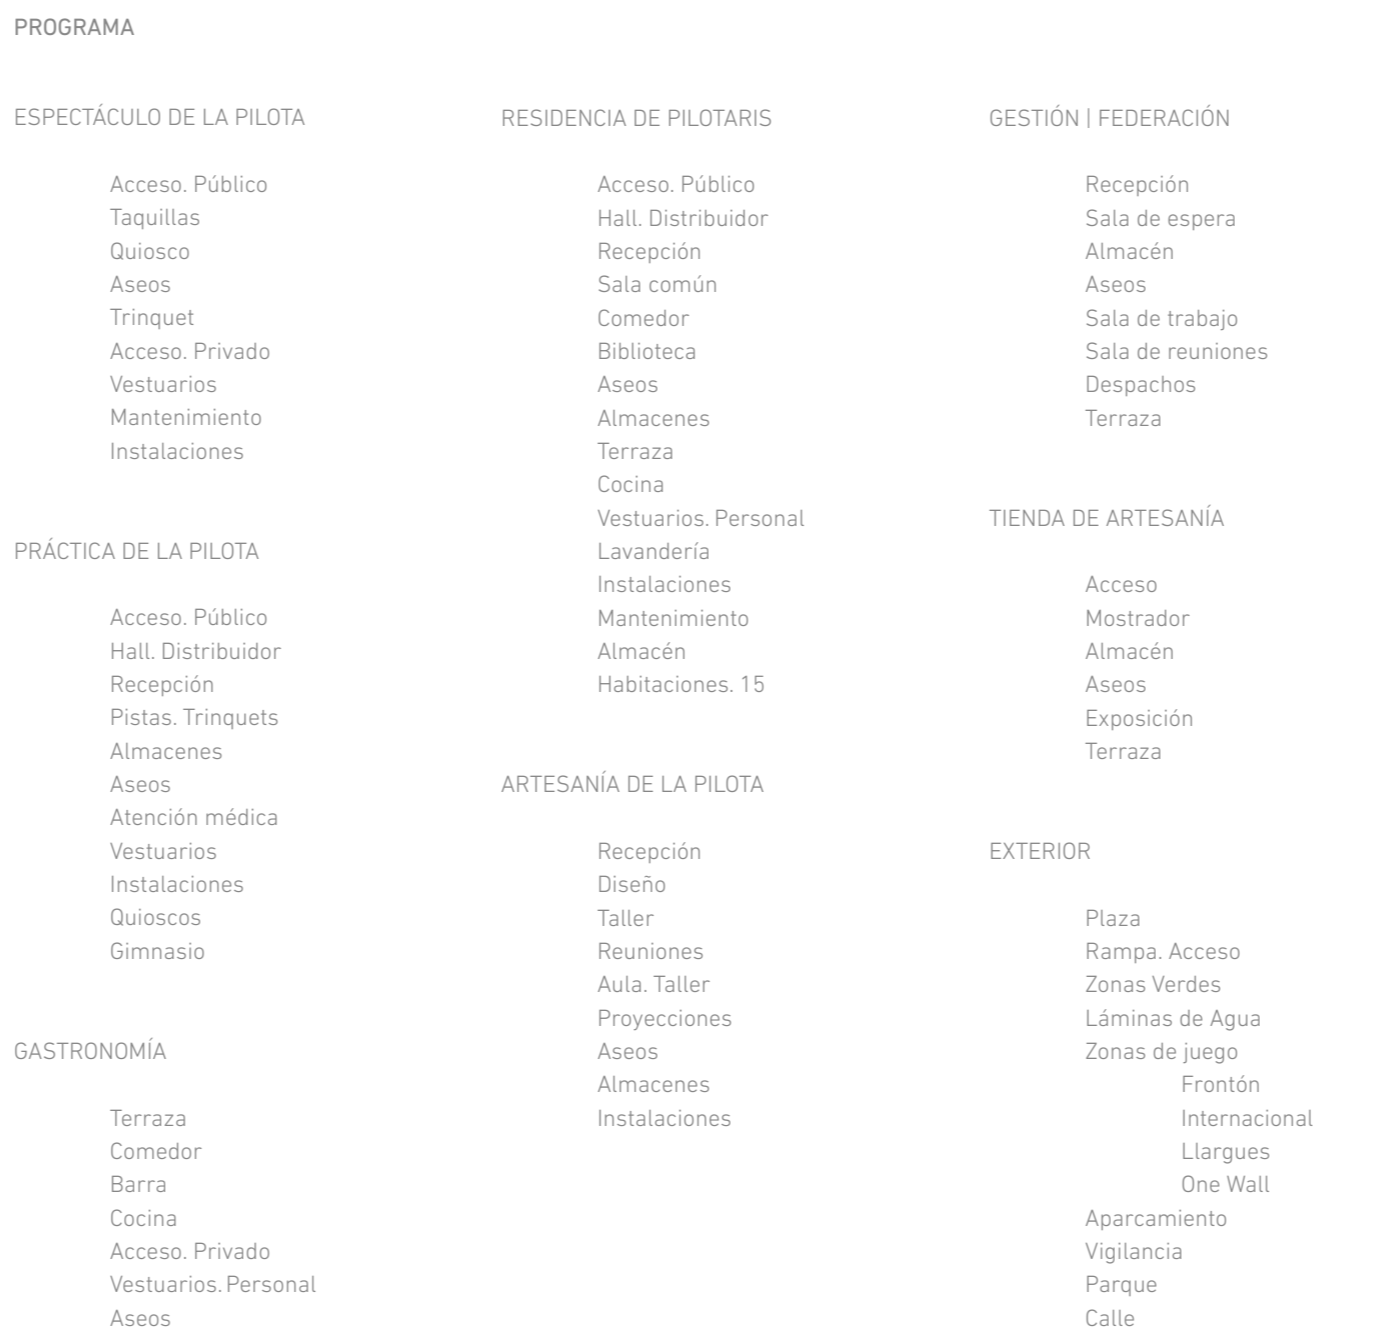 PROGRAMA
ESPECTÁCULO DE LA PILOTA
Acceso. Público
Taquillas
Quiosco
Aseos
Trinquet
Acceso. Privado
Vestuarios
Mantenimiento
Instalaciones
PRÁCTICA DE LA PILOTA
Acceso. Público
Hall. Distribuidor
Recepción
Pistas. Trinquets
Almacenes
Aseos
Atención médica
Vestuarios
Instalaciones
Quioscos
Gimnasio
GASTRONOMÍA
Terraza
Comedor
Barra
Cocina
Acceso. Privado
Vestuarios. Personal
Aseos
RESIDENCIA DE PILOTARIS
Acceso. Público
Hall. Distribuidor
Recepción
Sala común
Comedor
Biblioteca
Aseos
Almacenes
Terraza
Cocina
Vestuarios. Personal
Lavandería
Instalaciones
Mantenimiento
Almacén
Habitaciones. 15
ARTESANÍA DE LA PILOTA
Recepción
Diseño
Taller
Reuniones
Aula. Taller
Proyecciones
Aseos
Almacenes
Instalaciones
GESTIÓN | FEDERACIÓN
Recepción
Sala de espera
Almacén
Aseos
Sala de trabajo
Sala de reuniones
Despachos
Terraza
TIENDA DE ARTESANÍA
Acceso
Mostrador
Almacén
Aseos
Exposición
Terraza
EXTERIOR
Plaza
Rampa. Acceso
Zonas Verdes
Láminas de Agua
Zonas de juego
Frontón
Internacional
Llargues
One Wall
Aparcamiento
Vigilancia
Parque
Calle